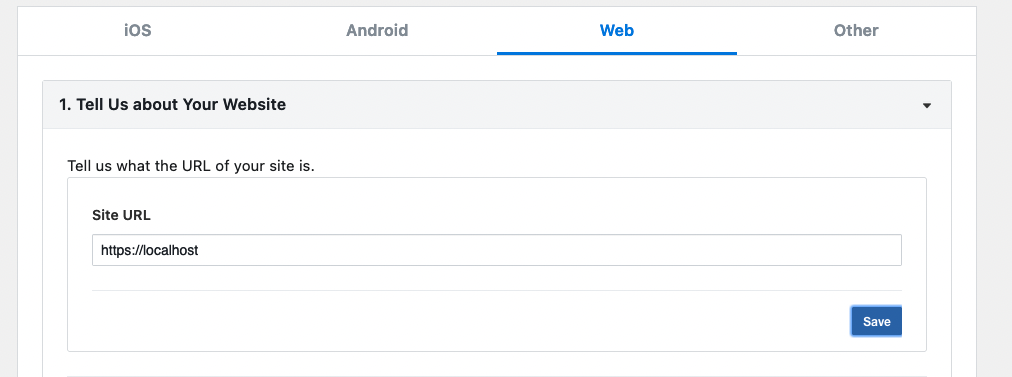 iOS Android Web Other
1. Tell Us about Your Website
Tell us what the URL of your site is.
Site URL
https://localhost
Save